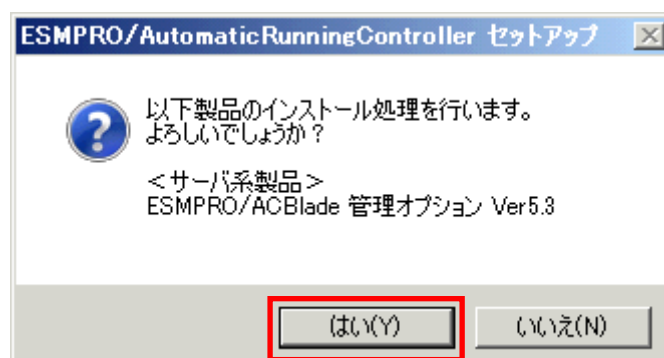 ESMPRO/AutomaticRunningController セットアップ
以下製品のインストール処理を行います。
よろしいでしょうか？
＜サーバ系製品＞
ESMPRO/ACBlade 管理オプション Ver5.3
はい(Y)
いいえ(N)